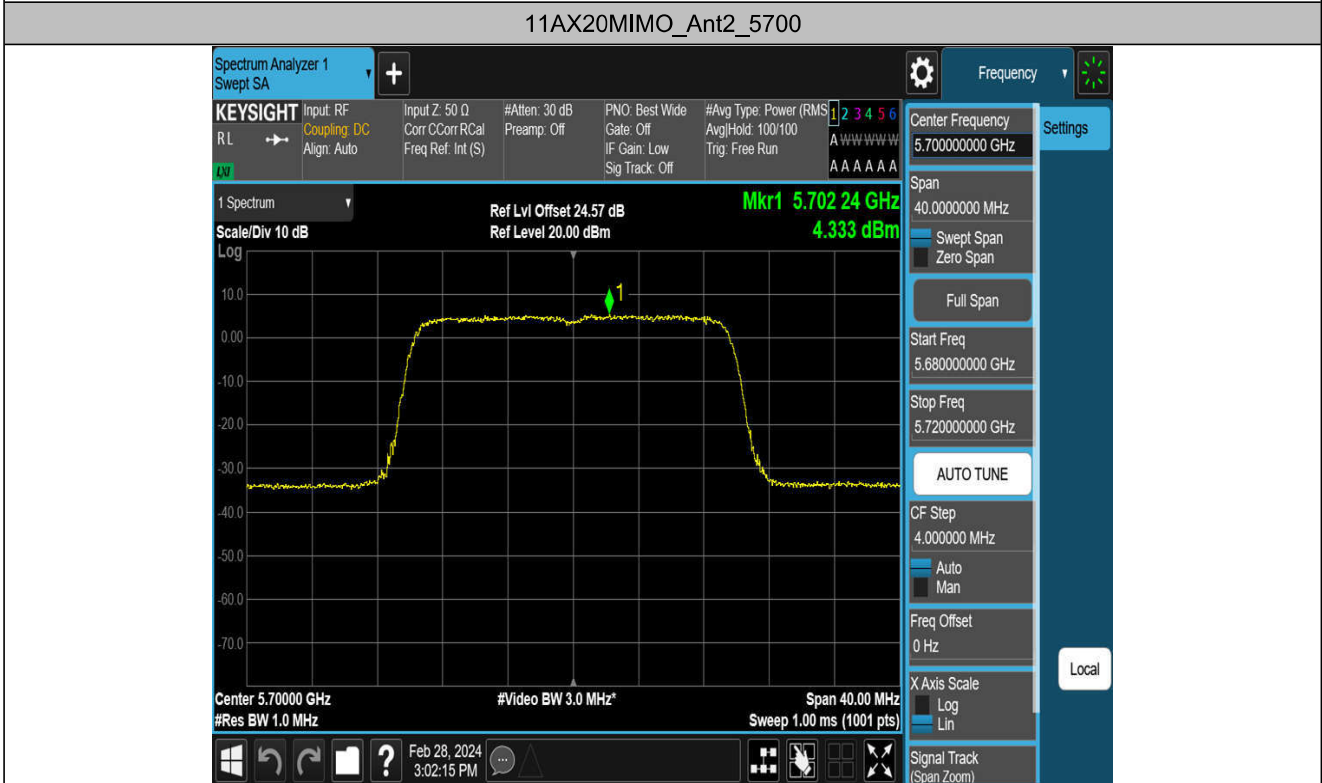 11AX20MIMO_Ant2_5700
Spectrum Analyzer 1
Swept SA
Frequency
KEYSIGHT
RL
LXI
Input: RF
Coupling: DC
Align: Auto
Input Z: 50 Ω
Corr CCorr RCal
Freq Ref: Int (S)
#Atten: 30 dB
Preamp: Off
PNO: Best Wide
Gate: Off
IF Gain: Low
Sig Track: Off
#Avg Type: Power (RMS
Avg|Hold: 100/100
Trig: Free Run
1 2 3 4 5 6
A W W W W W
A A A A A A
1 Spectrum
Scale/Div 10 dB
Log
Ref Lvl Offset 24.57 dB
Ref Level 20.00 dBm
Mkr1 5.702 24 GHz
4.333 dBm
1
10.0
0.00
-10.0
-20.0
-30.0
-40.0
-50.0
-60.0
-70.0
Center 5.70000 GHz
#Res BW 1.0 MHz
#Video BW 3.0 MHz*
Span 40.00 MHz
Sweep 1.00 ms (1001 pts)
Feb 28, 2024
3:02:15 PM
Center Frequency
5.700000000 GHz
Settings
Span
40.0000000 MHz
Swept Span
Zero Span
Full Span
Start Freq
5.680000000 GHz
Stop Freq
5.720000000 GHz
AUTO TUNE
CF Step
4.000000 MHz
Auto
Man
Freq Offset
0 Hz
X Axis Scale
Log
Lin
Local
Signal Track
(Span Zoom)